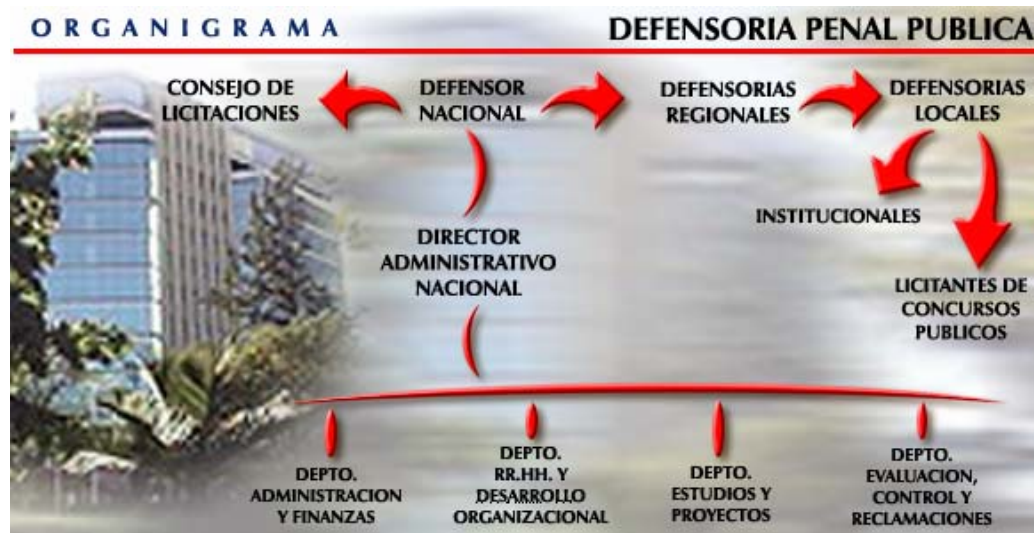 ORGANIGRAMA
DEFENSORIA PENAL PUBLICA
CONSEJO DE
LICITACIONES
DEFENSOR
NACIONAL
DEFENSORIAS
REGIONALES
DEFENSORIAS
LOCALES
INSTITUCIONALES
DIRECTOR
ADMINISTRATIVO
NACIONAL
LICITANTES DE
CONCURSOS
PUBLICOS
DEPTO.
ADMINISTRACION
Y FINANZAS
DEPTO.
RR.HH. Y
DESARROLLO
ORGANIZACIONAL
DEPTO.
ESTUDIOS Y
PROYECTOS
DEPTO.
EVALUACION,
CONTROL Y
RECLAMACIONES